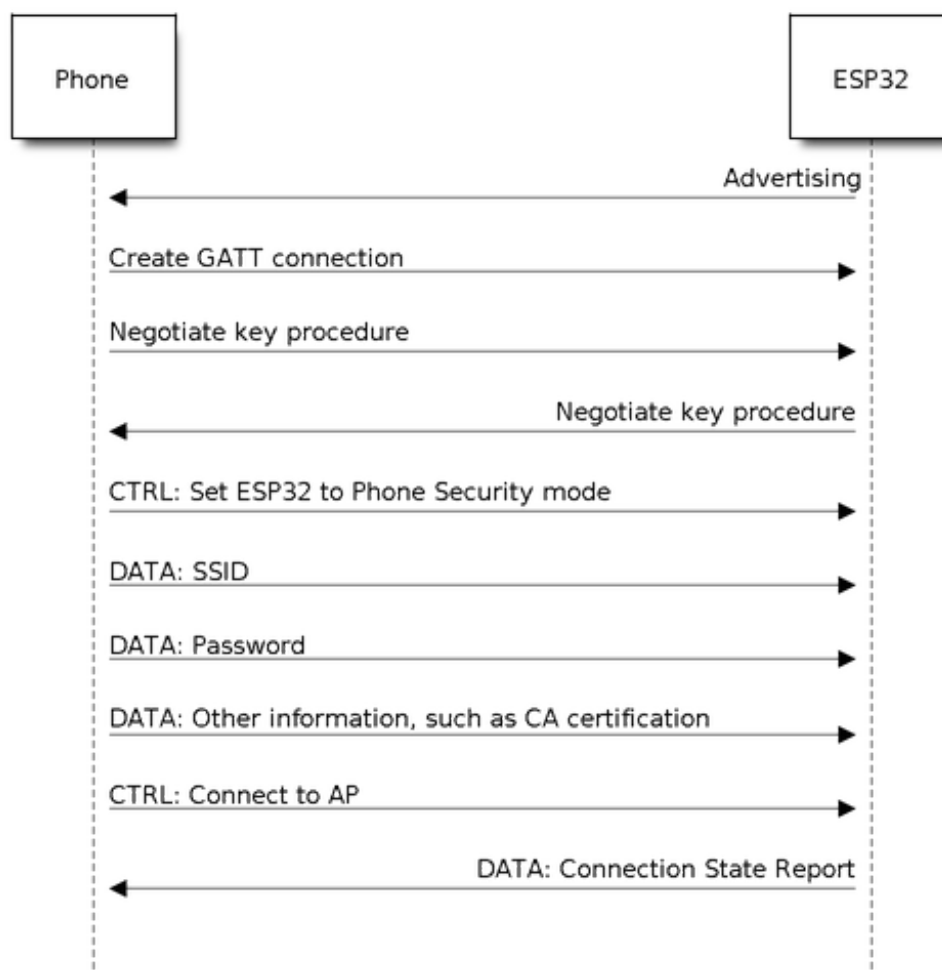 Phone
ESP32
Advertising
Create GATT connection
Negotiate key procedure
Negotiate key procedure
CTRL: Set ESP32 to Phone Security mode
DATA: SSID
DATA: Password
DATA: Other information, such as CA certification
CTRL: Connect to AP
DATA: Connection State Report